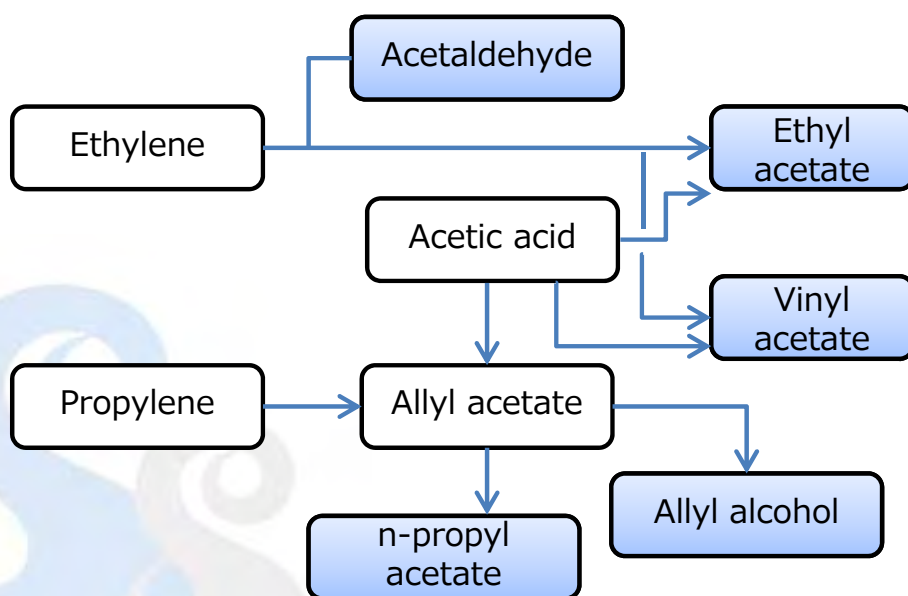 Acetaldehyde
Ethylene
Ethyl
acetate
Acetic acid
Vinyl
acetate
Propylene
Allyl acetate
Allyl alcohol
n-propyl
acetate